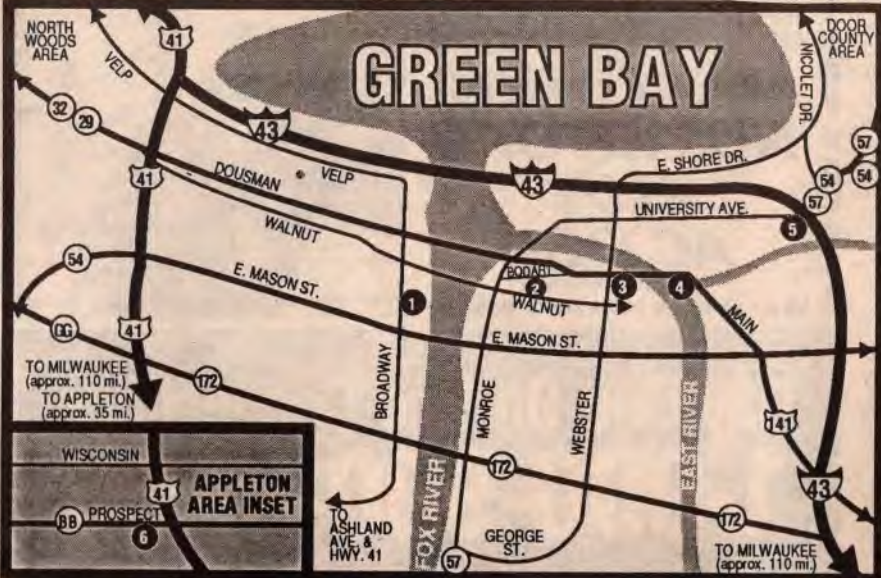 NORTH
WOODS
AREA
41
DOOR
COUNTY
AREA
GREEN BAY
VELP
NICOLET DR.
32
29
43
57
54
54
57
E. SHORE DR.
41
DOUSMAN
VELP
43
UNIVERSITY AVE.
5
WALNUT
54
E. MASON ST.
BODART
1
2
3
4
WALNUT
MAIN
41
GG
E. MASON ST.
TO MILWAUKEE
(approx. 110 mi.)
TO APPLETON
(approx. 35 mi.)
172
BROADWAY
MONROE
WEBSTER
EAST RIVER
141
WISCONSIN
41
APPLETON
AREA INSET
BB
PROSPECT
6
172
43
FOX RIVER
TO
ASHLAND
AVE. &
HWY. 41
GEORGE
ST.
57
172
TO MILWAUKEE
(approx. 110 mi.)